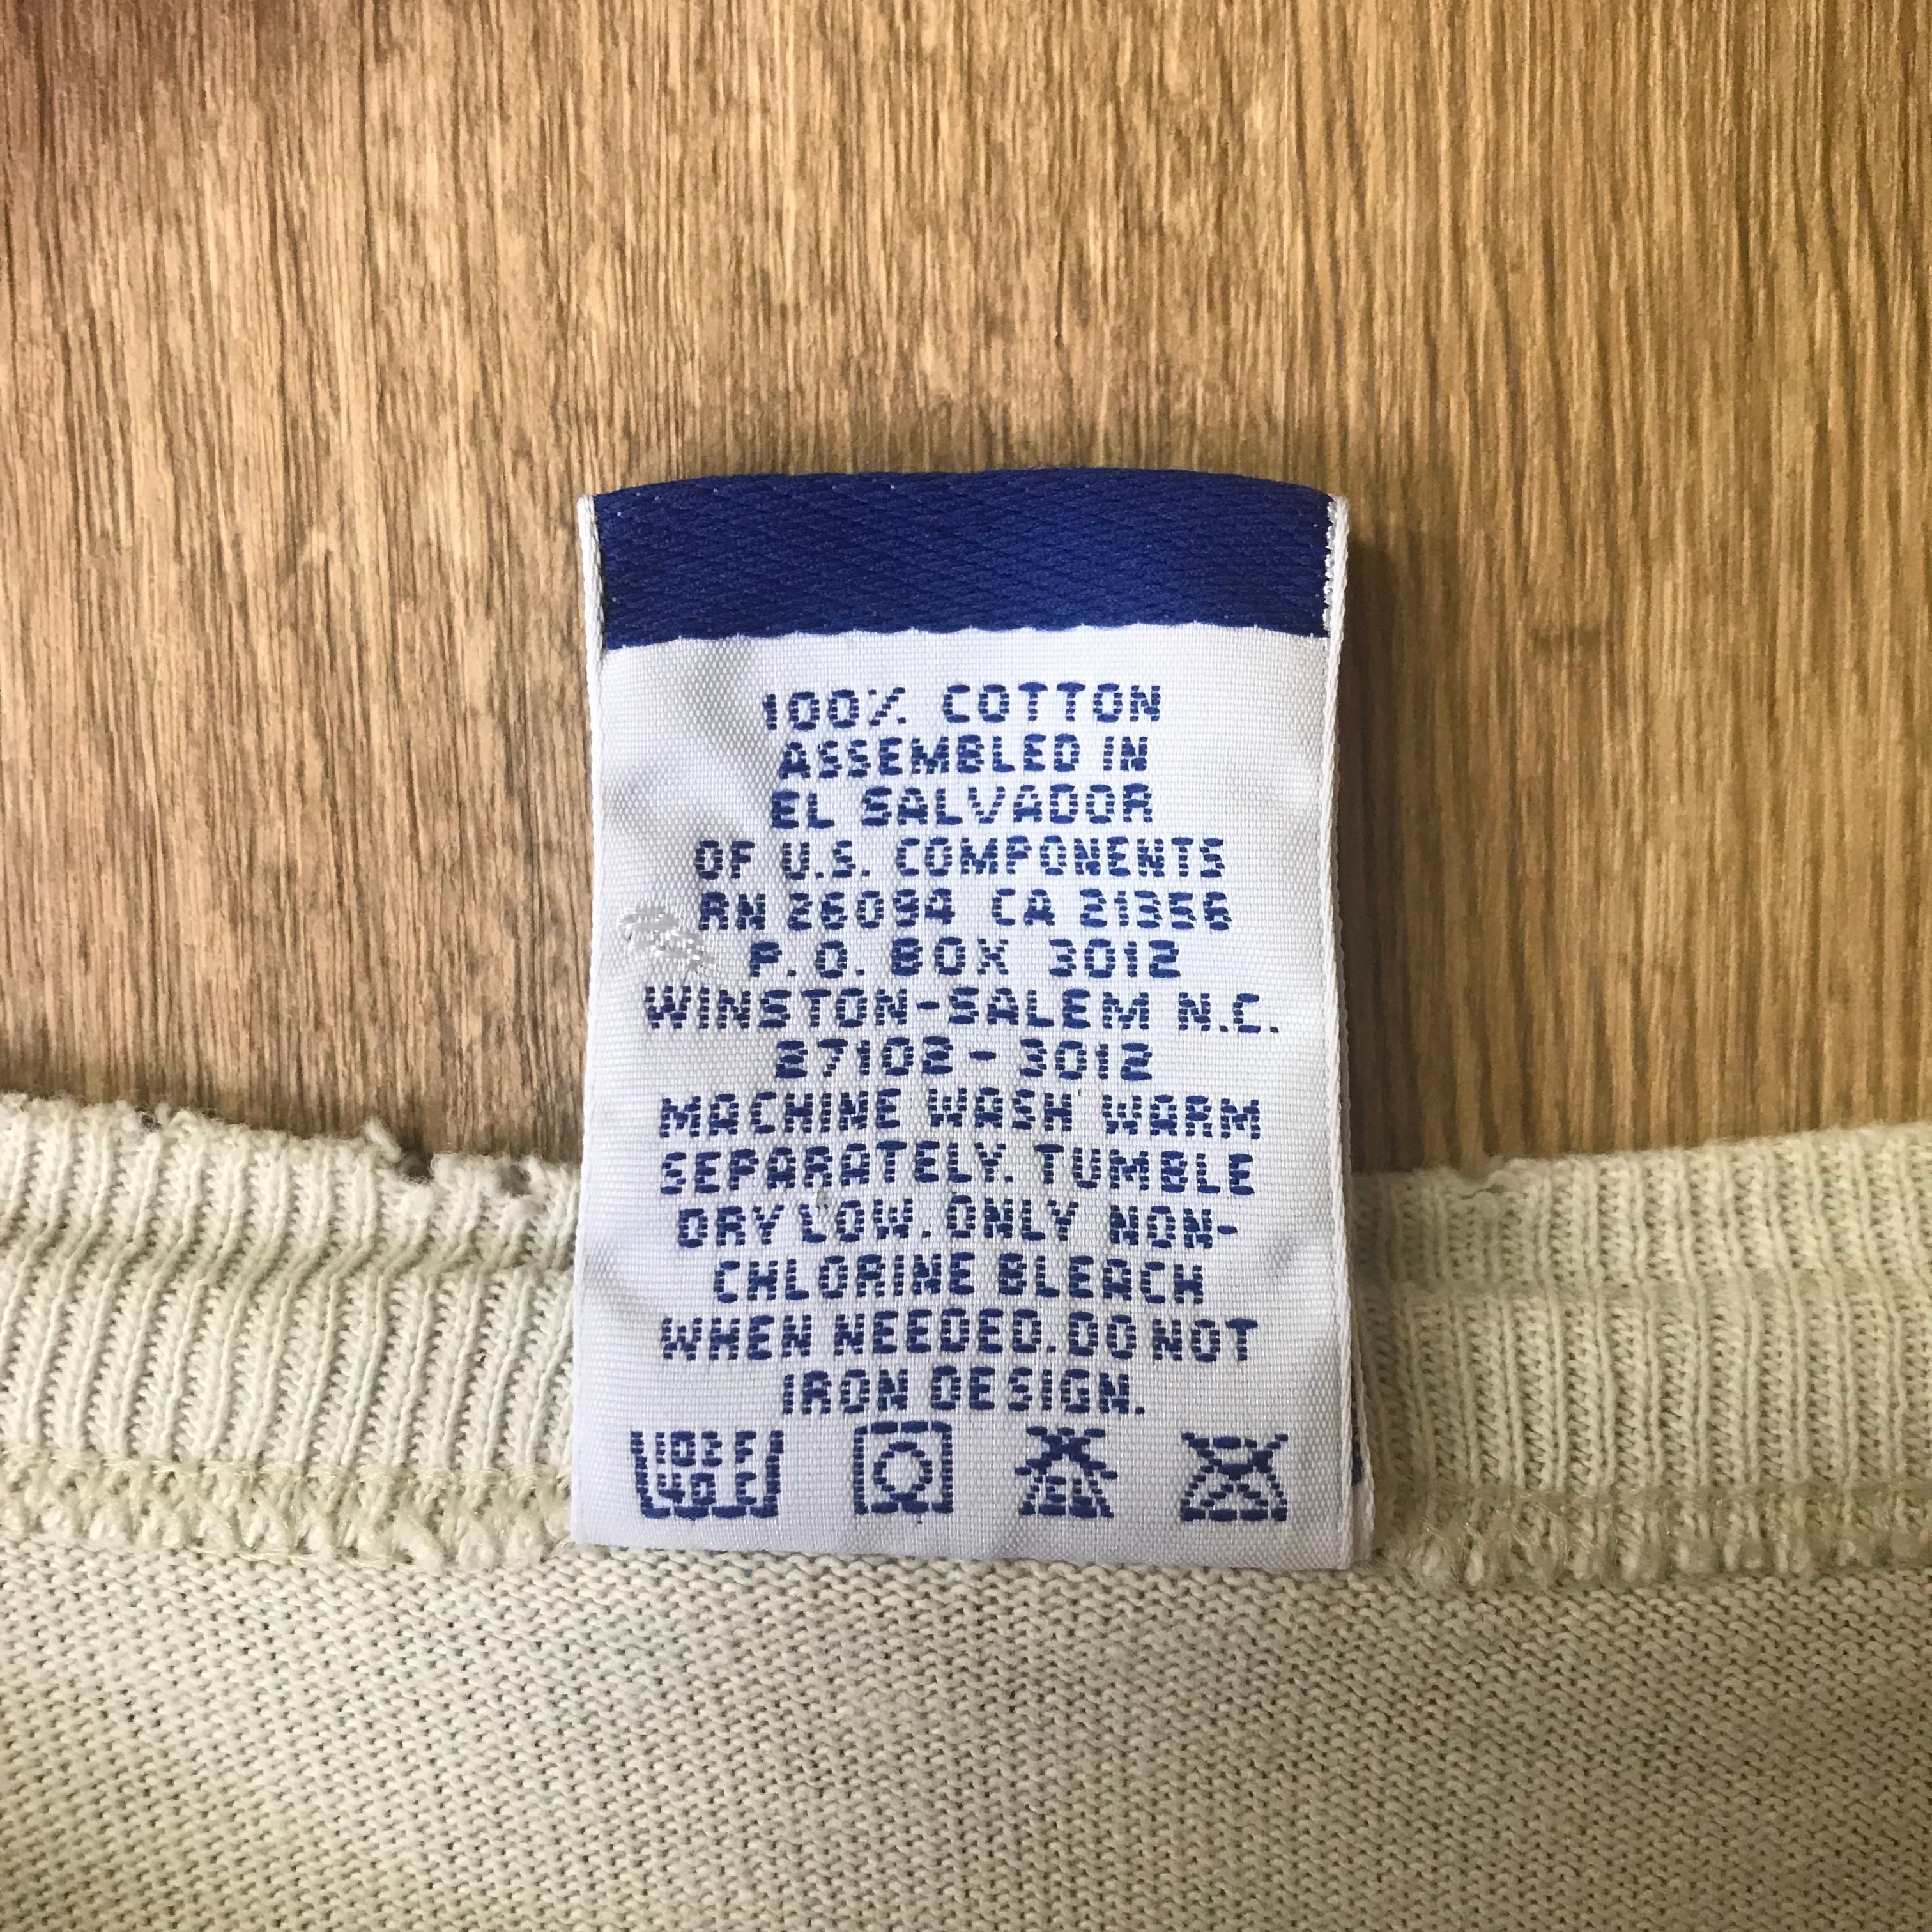 100% COTTON
ASSEMBLED IN
EL SALVADOR
OF U.S. COMPONENTS
RN 26094 CA 21356
P.O. BOX 3012
WINSTON-SALEM N.C.
27102-3012
MACHINE WASH WARM
SEPARATELY. TUMBLE
DRY LOW. ONLY NON-
CHLORINE BLEACH
WHEN NEEDED. DO NOT
IRON DESIGN.